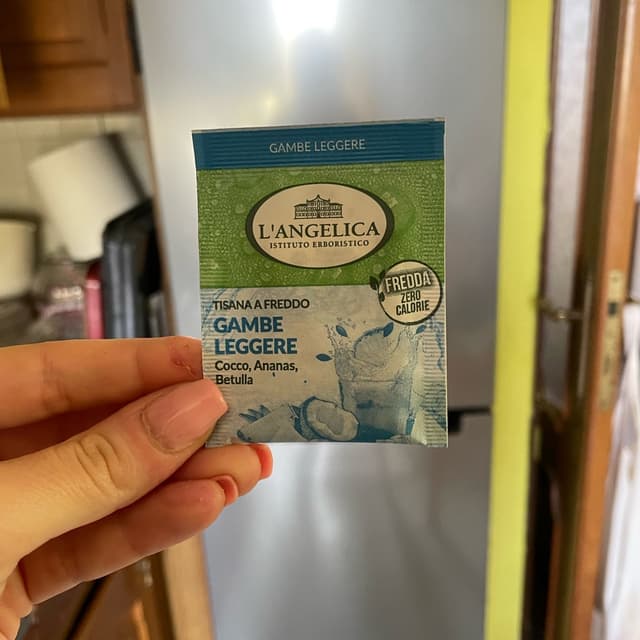 GAMBE LEGGERE
L'ANGELICA
ISTITUTO ERBORISTICO
FREDDA
ZERO
CALORIE
TISANA A FREDDO
GAMBE
LEGGERE
Cocco, Ananas,
Betulla